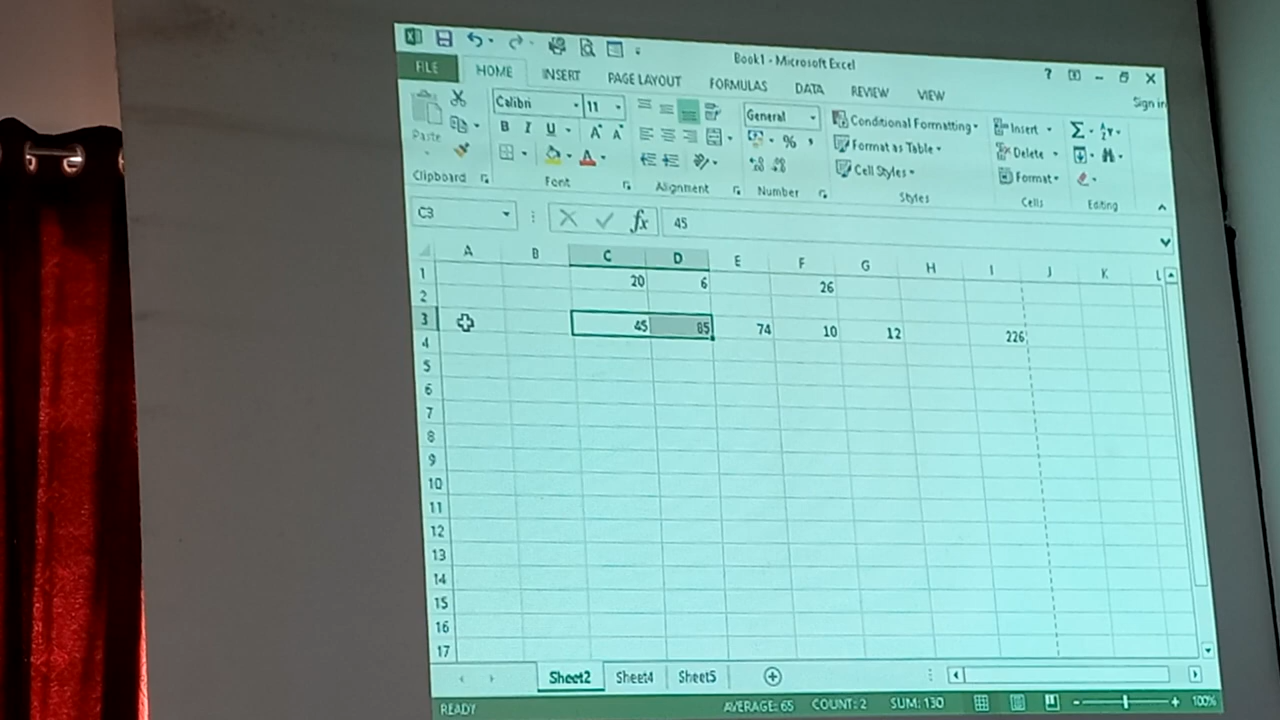 Book1 - Microsoft Excel
?
FILE HOME INSERT PAGE LAYOUT FORMULAS DATA REVIEW VIEW
Sign in
Paste
Calibri 11
B I U A A
General
% ,
Conditional Formatting
Format as Table
Cell Styles
Insert
Delete
Format
Σ
Clipboard Font Alignment Number Styles Cells Editing
C3 fx 45
A B C D E F G H I J K L
1 20 6 26
2
3 45 85 74 10 12 226
4
5
6
7
8
9
10
11
12
13
14
15
16
17
Sheet2 Sheet4 Sheet5
READY AVERAGE: 65 COUNT: 2 SUM: 130 100%